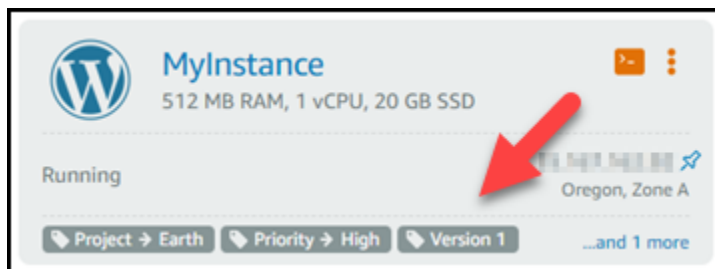 MyInstance
512 MB RAM, 1 vCPU, 20 GB SSD
Running
Oregon, Zone A
Project → Earth Priority → High Version 1 ...and 1 more